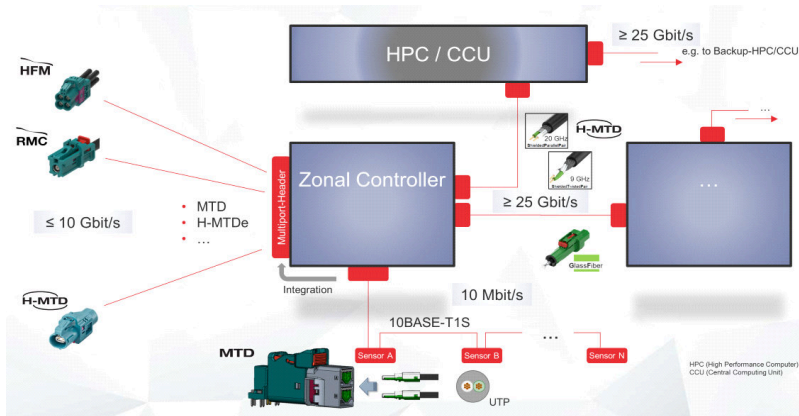 HPC / CCU
≥ 25 Gbit/s
e.g. to Backup-HPC/CCU
HFM
RMC
≤ 10 Gbit/s
H-MTD
• MTD
• H-MTDe
• ...
Multiport-Header
Zonal Controller
Integration
20 GHz
ShieldedParallelPair
H-MTD
9 GHz
ShieldedTwistedPair
≥ 25 Gbit/s
GlassFiber
...
...
10 Mbit/s
10BASE-T1S
...
Sensor A
Sensor B
Sensor N
MTD
UTP
HPC (High Performance Computer)
CCU (Central Computing Unit)